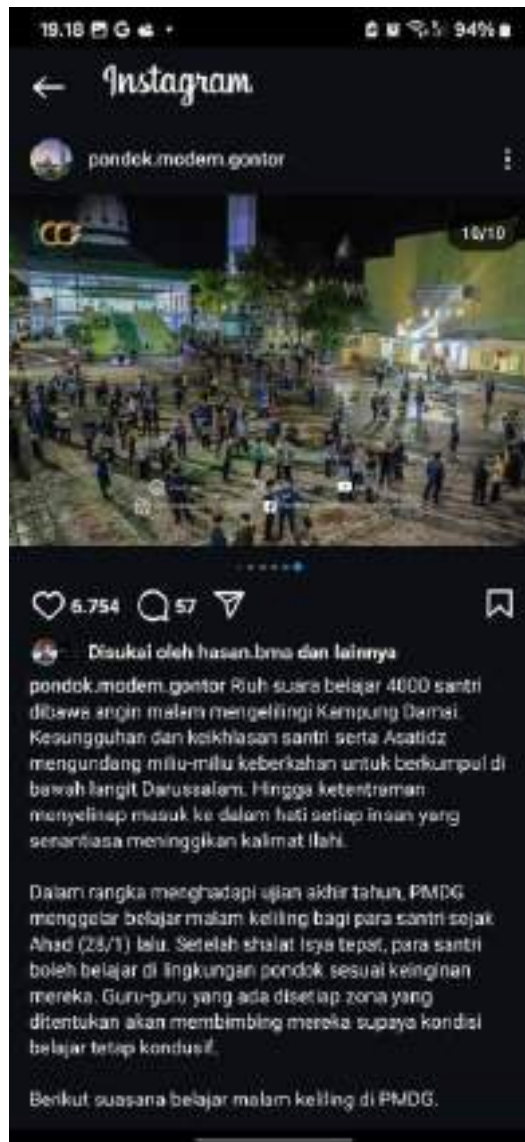 19.18 G
94%
Instagram
pondok.modern.gontor
10/10
6.754 57
Disukai oleh hasan.bma dan lainnya
pondok.modern.gontor Riuh suara belajar 4000 santri
dibawa angin malam mengelilingi Kampung Damai.
Kesungguhan dan keikhlasan santri serta Asatidz
mengundang miliu-miliu keberkahan untuk berkumpul di
bawah langit Darussalam. Hingga ketentraman
menyelinap masuk ke dalam hati setiap insan yang
senantiasa meninggikan kalimat Ilahi.
Dalam rangka menghadapi ujian akhir tahun, PMDG
menggelar belajar malam keliling bagi para santri sejak
Ahad (28/1) lalu. Setelah shalat Isya tepat, para santri
boleh belajar di lingkungan pondok sesuai keinginan
mereka. Guru-guru yang ada disetiap zona yang
ditentukan akan membimbing mereka supaya kondisi
belajar tetap kondusif.
Berikut suasana belajar malam keliling di PMDG.